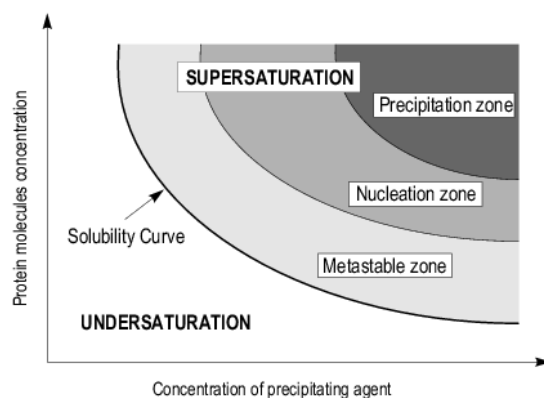 SUPERSATURATION
Precipitation zone
Nucleation zone
Solubility Curve
Metastable zone
UNDERSATURATION
Protein molecules concentration
Concentration of precipitating agent